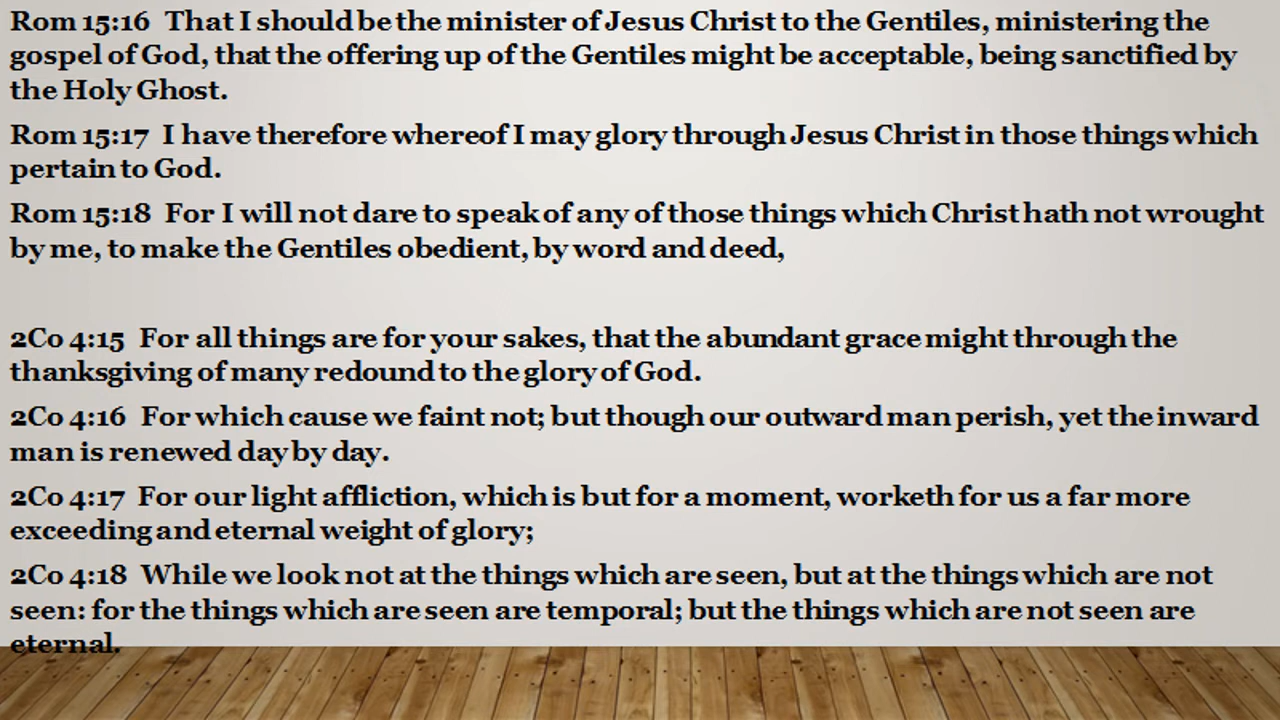 Rom 15:16 That I should be the minister of Jesus Christ to the Gentiles, ministering the
gospel of God, that the offering up of the Gentiles might be acceptable, being sanctified by
the Holy Ghost.
Rom 15:17 I have therefore whereof I may glory through Jesus Christ in those things which
pertain to God.
Rom 15:18 For I will not dare to speak of any of those things which Christ hath not wrought
by me, to make the Gentiles obedient, by word and deed,
2Co 4:15 For all things are for your sakes, that the abundant grace might through the
thanksgiving of many redound to the glory of God.
2Co 4:16 For which cause we faint not; but though our outward man perish, yet the inward
man is renewed day by day.
2Co 4:17 For our light affliction, which is but for a moment, worketh for us a far more
exceeding and eternal weight of glory;
2Co 4:18 While we look not at the things which are seen, but at the things which are not
seen: for the things which are seen are temporal; but the things which are not seen are
eternal.